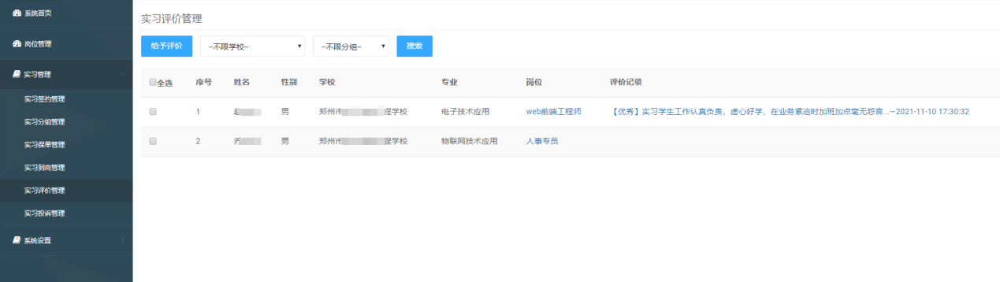 系统首页
岗位管理
实习管理
实习签约管理
实习分组管理
实习保单管理
实习到岗管理
实习评价管理
实习投诉管理
系统设置
实习评价管理
给予评价 --不限学校-- --不限分组-- 搜索
全选 序号 姓名 性别 学校 专业 岗位 评价记录
1 男 郑州市 程学校 电子技术应用 web前端工程师 【优秀】实习学生工作认真负责，虚心好学，在业务紧迫时加班加点毫无怨言...--2021-11-10 17:30:32
2 男 郑州市 程学校 物联网技术应用 人事专员